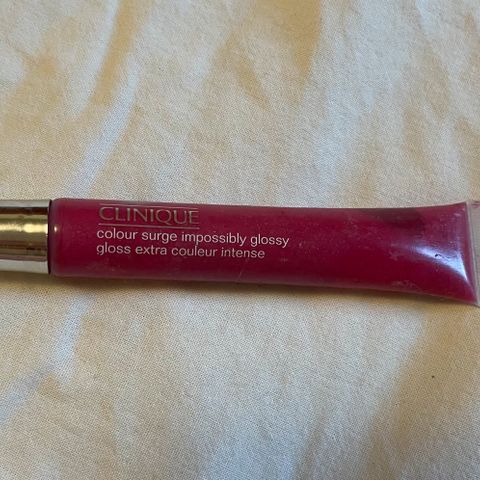 CLINIQUE
colour surge impossibly glossy
gloss extra couleur intense